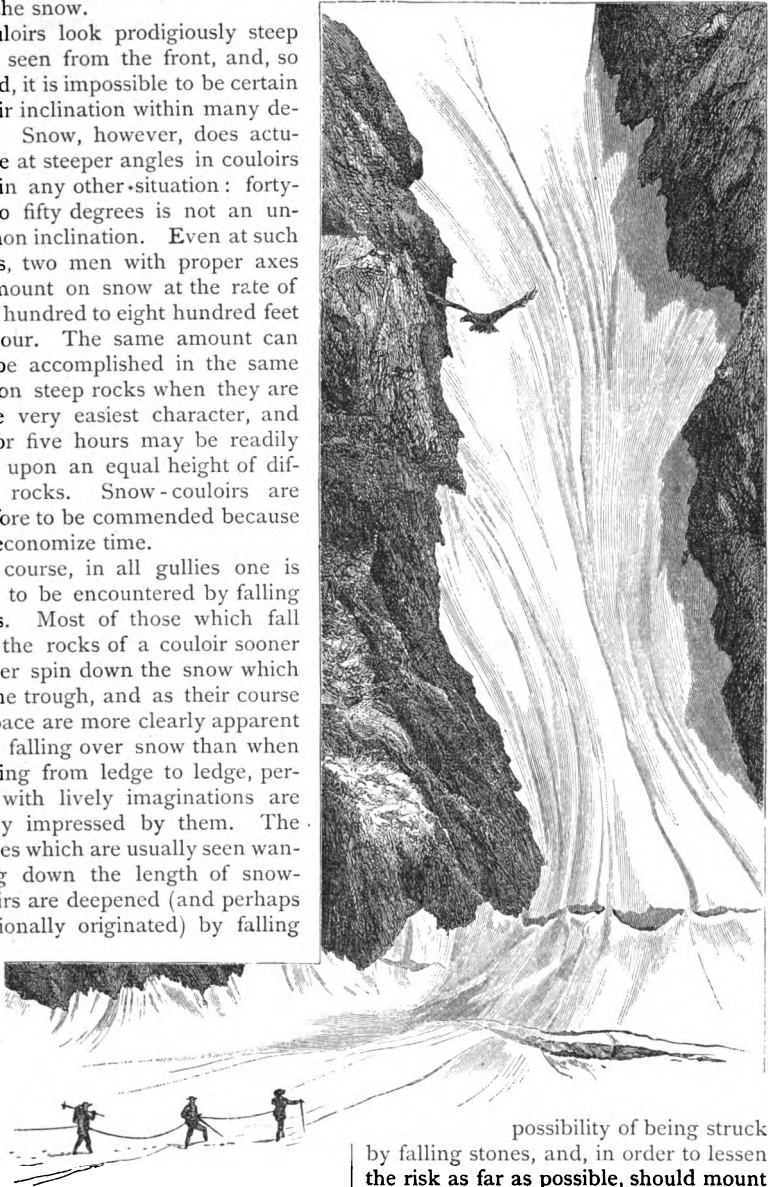 he snow.
loirs look prodigiously steep
seen from the front, and, so
d, it is impossible to be certain
ir inclination within many de-
Snow, however, does actu-
e at steeper angles in couloirs
in any other situation: forty-
o fifty degrees is not an un-
on inclination. Even at such
s, two men with proper axes
nount on snow at the rate of
hundred to eight hundred feet
our. The same amount can
be accomplished in the same
on steep rocks when they are
e very easiest character, and
or five hours may be readily
upon an equal height of dif-
rocks. Snow-couloirs are
fore to be commended because
economize time.
course, in all gullies one is
to be encountered by falling
s. Most of those which fall
the rocks of a couloir sooner
er spin down the snow which
he trough, and as their course
pace are more clearly apparent
falling over snow than when
ing from ledge to ledge, per-
with lively imaginations are
y impressed by them. The
es which are usually seen wan-
g down the length of snow-
irs are deepened (and perhaps
ionally originated) by falling
possibility of being struck
by falling stones, and, in order to lessen
the risk as far as possible, should mount